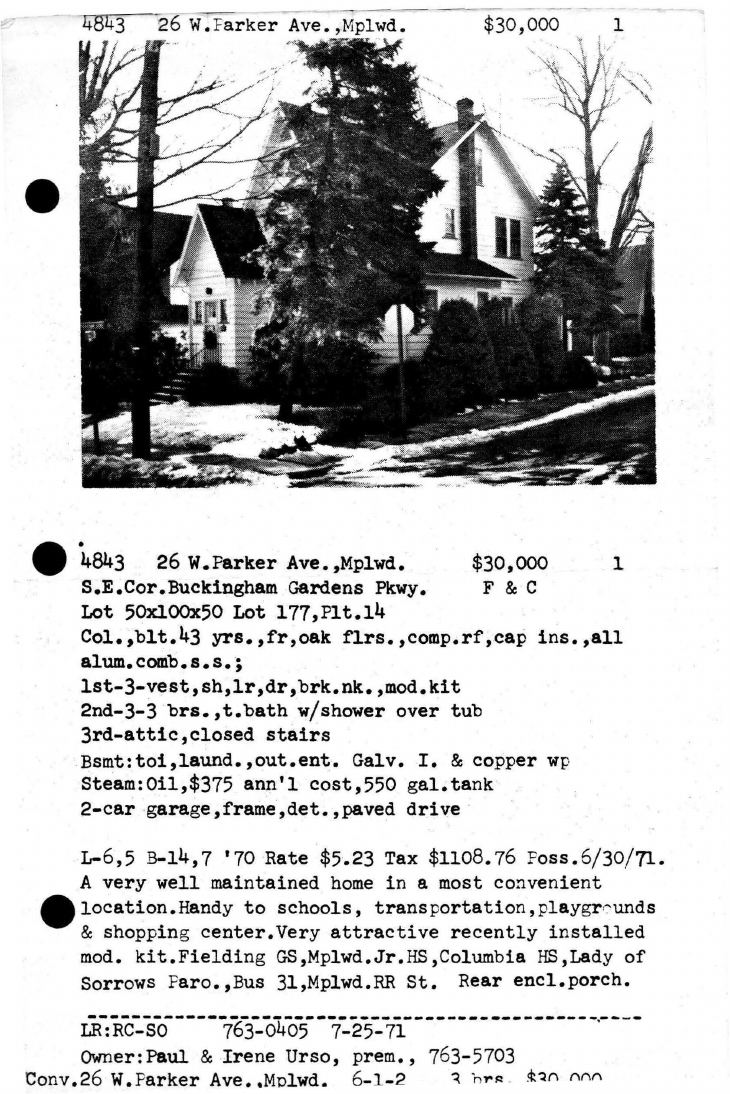 4843 26 W.Parker Ave.,Mplwd. $30,000 1
4843 26 W.Parker Ave.,Mplwd. $30,000 1
S.E.Cor.Buckingham Gardens Pkwy. F & C
Lot 50x100x50 Lot 177,Plt.14
Col.,blt.43 yrs.,fr,oak flrs.,comp.rf,cap ins.,all
alum.comb.s.s.;
1st-3-vest,sh,lr,dr,brk.nk.,mod.kit
2nd-3-3 brs.,t.bath w/shower over tub
3rd-attic,closed stairs
Bsmt:toi,laund.,out.ent. Galv. I. & copper wp
Steam:Oil,$375 ann'l cost,550 gal.tank
2-car garage,frame,det.,paved drive
L-6,5 B-14,7 '70 Rate $5.23 Tax $1108.76 Poss.6/30/71.
A very well maintained home in a most convenient
location.Handy to schools, transportation,playgrounds
& shopping center.Very attractive recently installed
mod. kit.Fielding GS,Mplwd.Jr.HS,Columbia HS,Lady of
Sorrows Paro.,Bus 31,Mplwd.RR St. Rear encl.porch.
LR:RC-SO 763-0405 7-25-71
Owner:Paul & Irene Urso, prem., 763-5703
Conv.26 W.Parker Ave.,Mplwd. 6-1-2 3 brs. $30,000